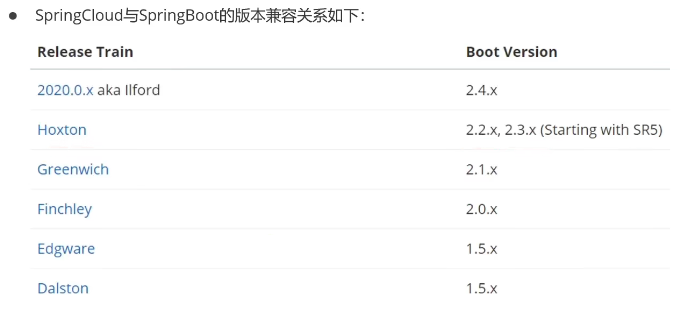 ● SpringCloud与SpringBoot的版本兼容关系如下：
Release Train Boot Version
2020.0.x aka Ilford 2.4.x
Hoxton 2.2.x, 2.3.x (Starting with SR5)
Greenwich 2.1.x
Finchley 2.0.x
Edgware 1.5.x
Dalston 1.5.x